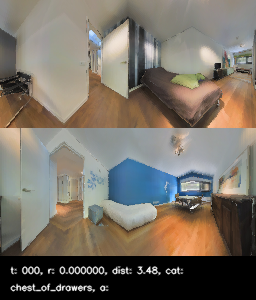 t: 000, r: 0.000000, dist: 3.48, cat:
chest_of_drawers, a: